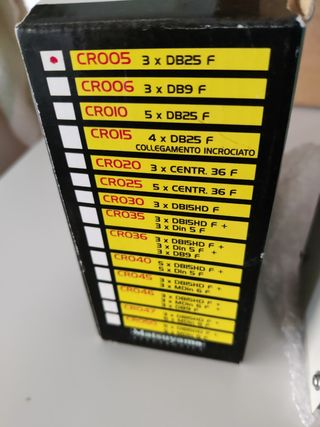 CR005 3 x DB25 F
CR006 3 x DB9 F
CR010 5 x DB25 F
CR015 4 x DB25 F
COLLEGAMENTO INCROCIATO
CR020 3 x CENTR. 36 F
CR025 5 x CENTR. 36 F
CR030 3 x DB15HD F
CR035 3 x DB15HD F +
3 x Din 5 F
CR036 3 x DB15HD F +
3 x Din 5 F +
3 x DB9 F
CR040 5 x DB15HD F +
5 x Din 5 F
CR045 3 x DB15HD F +
3 x MDin 6 F
CR046 3 x DB15HD F +
3 x MDin 6 F +
3 x DB9 F
CR047
Matsuyama